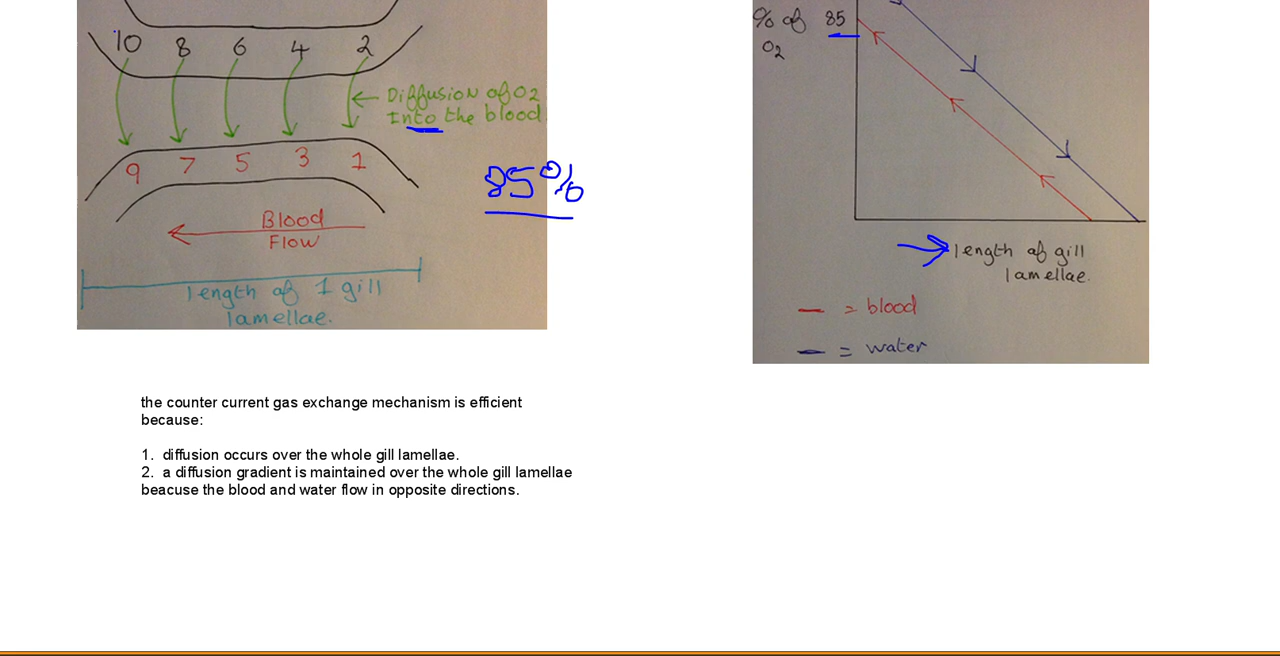 10 8 6 4 2
Diffusion of O2
Into the blood
9 7 5 3 1
85%
Blood
Flow
length of 1 gill
lamellae.
% of 85
O2
length of gill
lamellae.
= blood
= water
the counter current gas exchange mechanism is efficient
because:
1. diffusion occurs over the whole gill lamellae.
2. a diffusion gradient is maintained over the whole gill lamellae
beacuse the blood and water flow in opposite directions.